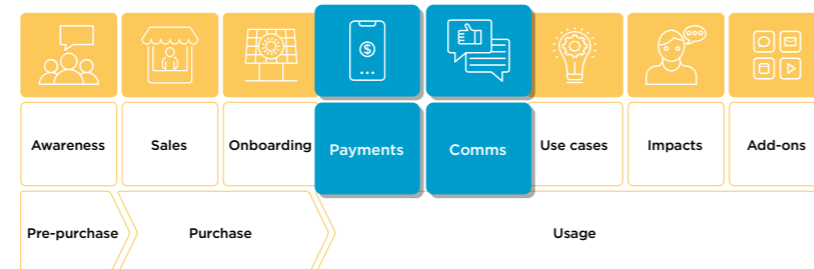 $
Awareness
Sales
Onboarding
Payments
Comms
Use cases
Impacts
Add-ons
Pre-purchase
Purchase
Usage